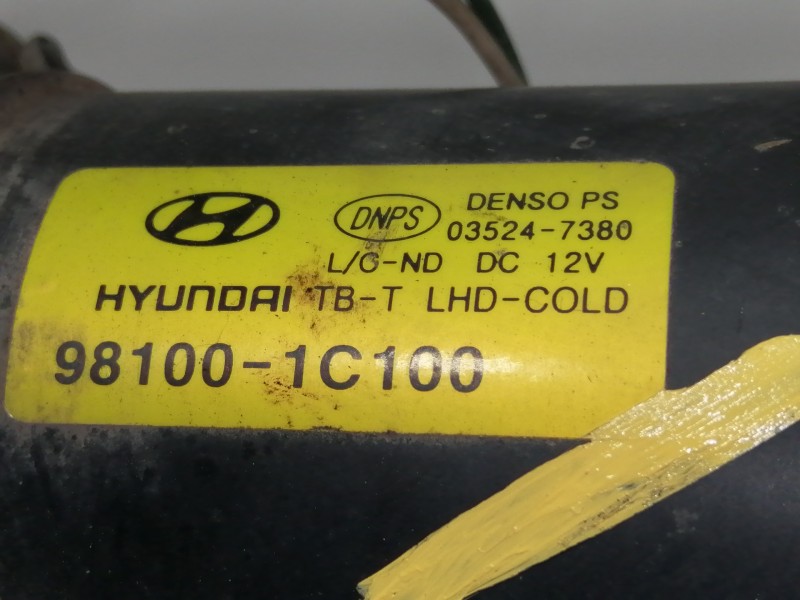 DNPS DENSO PS
03524-7380
L/G-ND DC 12V
HYUNDAI TB-T LHD-COLD
98100-1C100